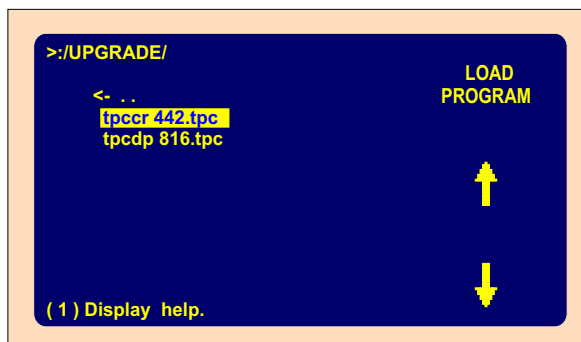 >:/UPGRADE/
LOAD
PROGRAM
<- . .
tpccr 442.tpc
tpcdp 816.tpc
( 1 ) Display help.